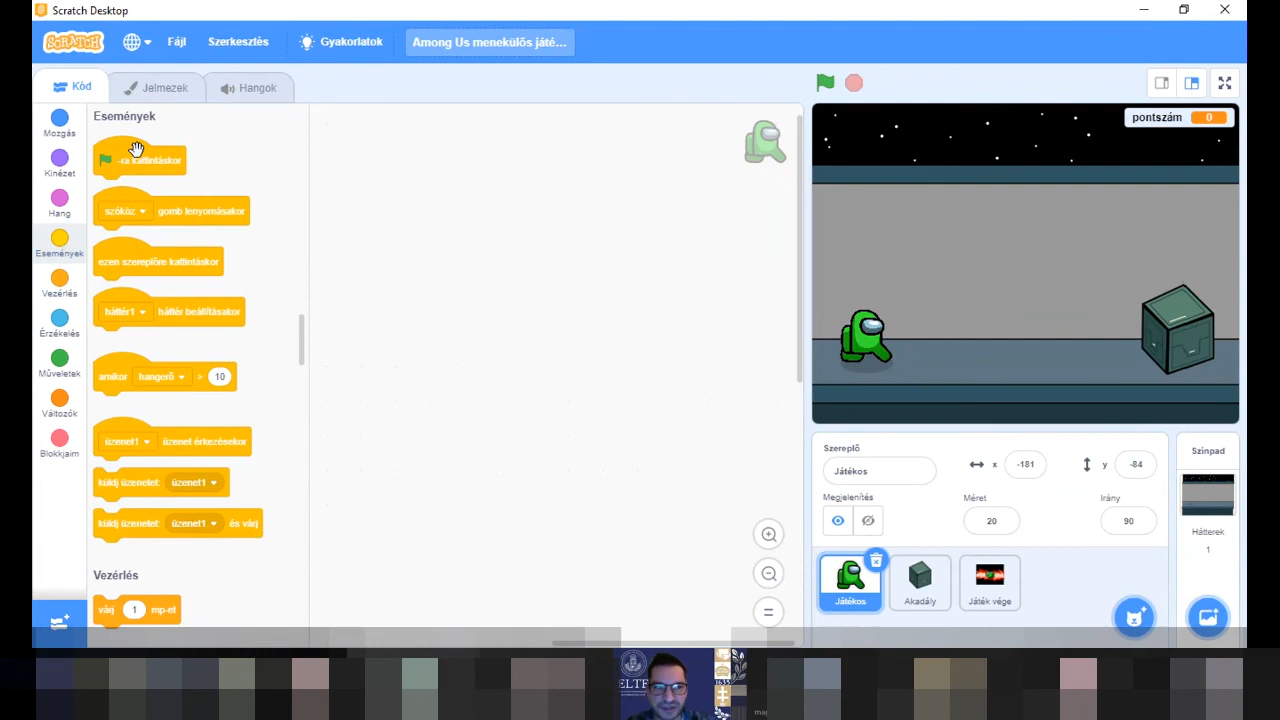 Scratch Desktop
SCRATCH
Fájl
Szerkesztés
Gyakorlatok
Among Us menekülős játé...
Kód
Jelmezek
Hangok
Mozgás
Kinézet
Hang
Események
Vezérlés
Érzékelés
Műveletek
Változók
Blokkjaim
Események
-ra kattintáskor
szóköz gomb lenyomásakor
ezen szereplőre kattintáskor
háttér1 háttér beállításakor
amikor hangerő > 10
üzenet1 üzenet érkezésekor
küldj üzenetet: üzenet1
küldj üzenetet: üzenet1 és várj
Vezérlés
várj 1 mp-et
pontszám 0
Szereplő
Játékos
x -181
y -84
Megjelenítés
Méret
20
Irány
90
Játékos
Akadály
Játék vége
Színpad
Hátterek
1
ELTE
1635